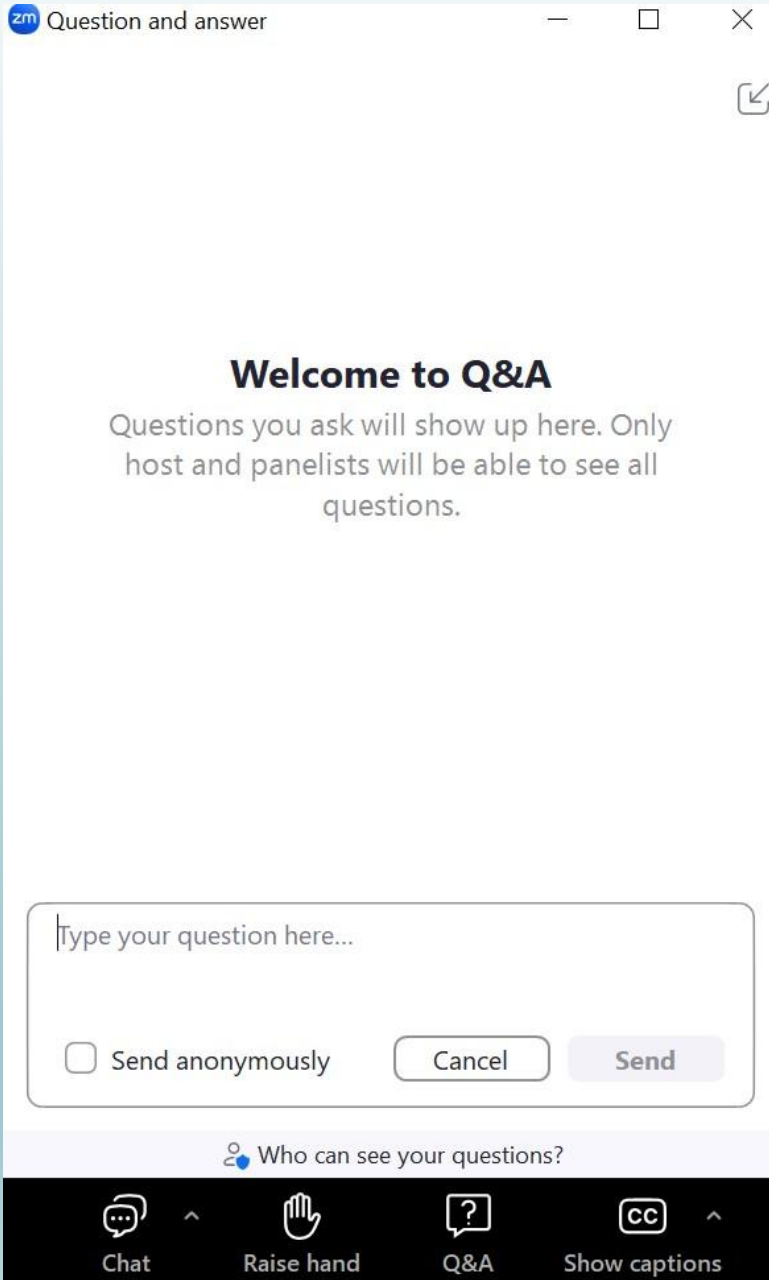 zm Question and answer
Welcome to Q&A
Questions you ask will show up here. Only
host and panelists will be able to see all
questions.
Type your question here...
Send anonymously Cancel Send
Who can see your questions?
CC
Chat Raise hand Q&A Show captions